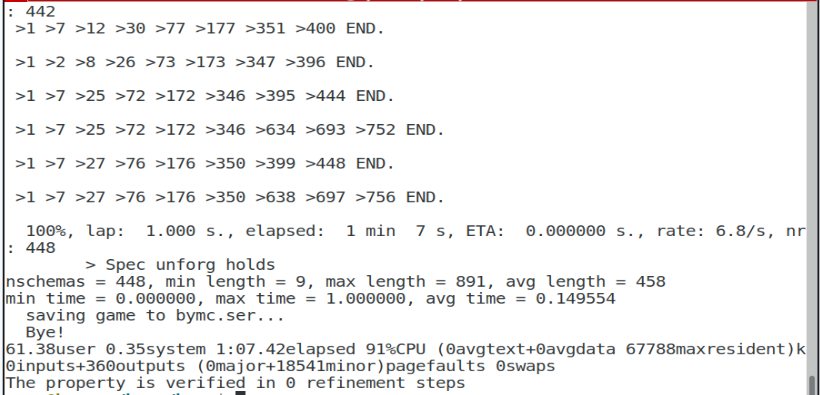 : 442
>1 >7 >12 >30 >77 >177 >351 >400 END.
>1 >2 >8 >26 >73 >173 >347 >396 END.
>1 >7 >25 >72 >172 >346 >395 >444 END.
>1 >7 >25 >72 >172 >346 >634 >693 >752 END.
>1 >7 >27 >76 >176 >350 >399 >448 END.
>1 >7 >27 >76 >176 >350 >638 >697 >756 END.
100%, lap:  1.000 s., elapsed:  1 min  7 s, ETA:  0.000000 s., rate: 6.8/s, nr
: 448
> Spec unforg holds
nschemas = 448, min length = 9, max length = 891, avg length = 458
min time = 0.000000, max time = 1.000000, avg time = 0.149554
saving game to bymc.ser...
Bye!
61.38user 0.35system 1:07.42elapsed 91%CPU (0avgtext+0avgdata 67788maxresident)k
0inputs+360outputs (0major+18541minor)pagefaults 0swaps
The property is verified in 0 refinement steps